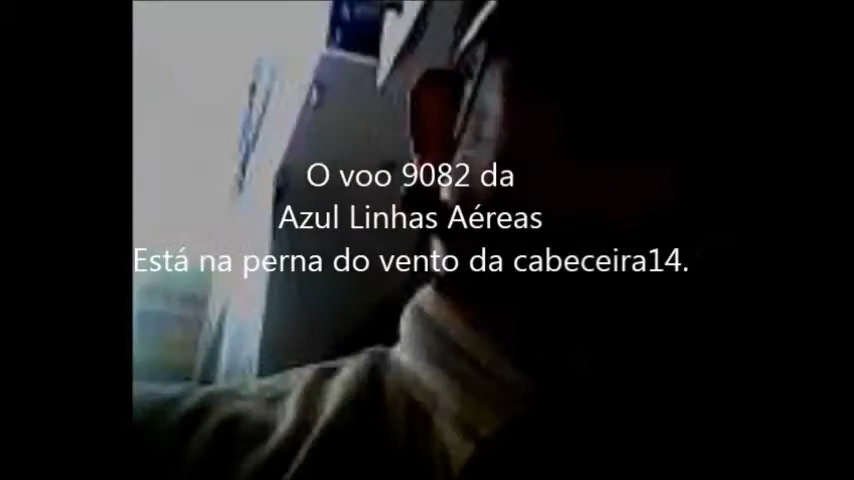 O voo 9082 da
Azul Linhas Aéreas
Está na perna do vento da cabeceira14.